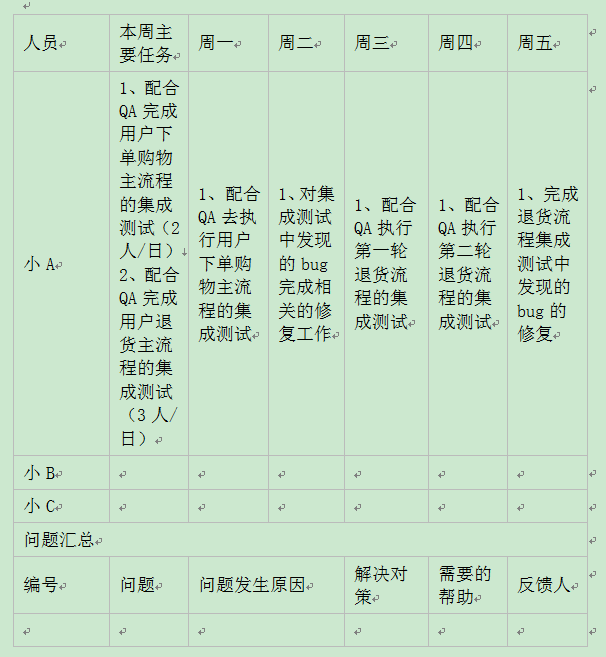 人员
本周主
要任务
周一
周二
周三
周四
周五
小 A
1、配合
QA 完成
用户下
单购物
主流程
的集成
测试（2
人/日）
2、配合
QA 完成
用户退
货主流
程的集
成测试
（3 人/
日）
1、配合
QA 去执
行用户
下单购
物主流
程的集
成测试
1、对集
成测试
中发现
的 bug
完成相
关的修
复工作
1、配合
QA 执行
第一轮
退货流
程的集
成测试
1、配合
QA 执行
第二轮
退货流
程的集
成测试
1、完成
退货流
程集成
测试中
发现的
bug 的
修复
小 B
小 C
问题汇总
编号
问题
问题发生原因
解决对
策
需要的
帮助
反馈人